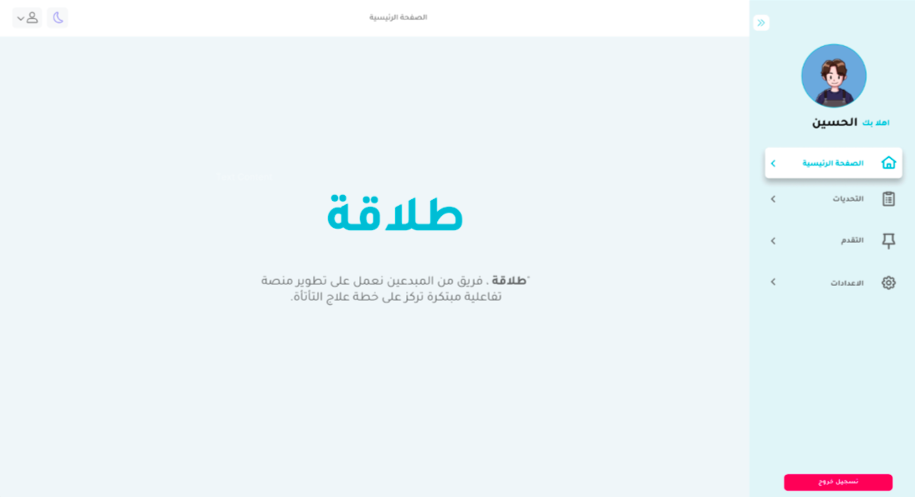 الصفحة الرئيسية
اهلا بك الحسين
الصفحة الرئيسية
التحديات
التقدم
الاعدادات
تسجيل خروج
طلاقة
"طلاقة ، فريق من المبدعين نعمل على تطوير منصة
تفاعلية مبتكرة تركز على خطة علاج التأتأة.